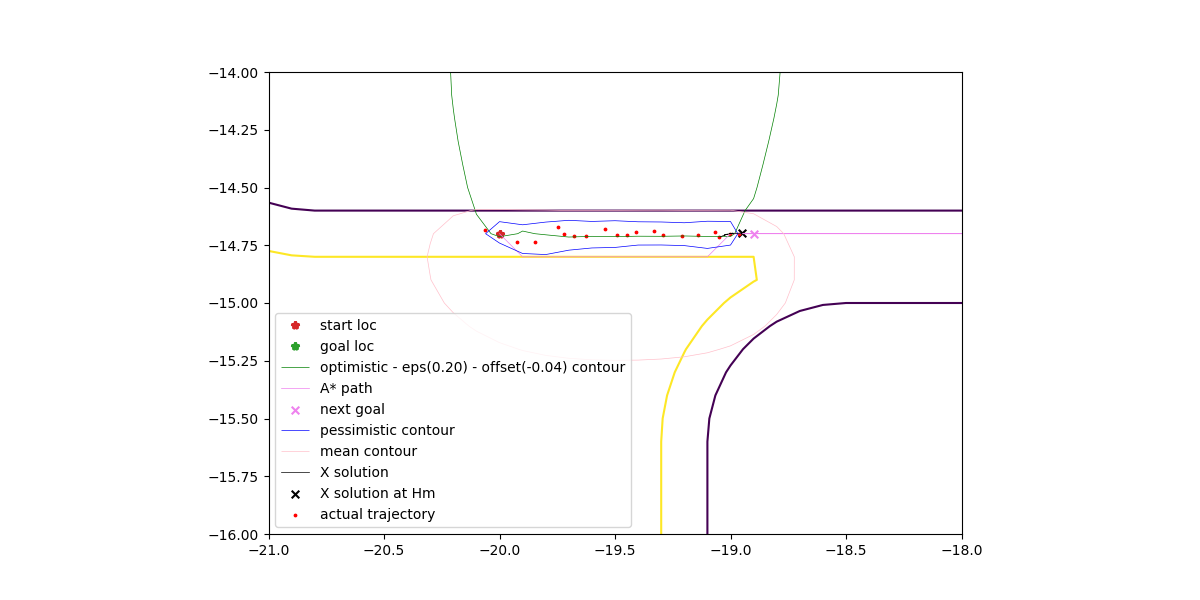 −14.00
−14.25
−14.50
−14.75
−15.00
−15.25
−15.50
−15.75
−16.00
start loc
goal loc
optimistic - eps(0.20) - offset(-0.04) contour
A* path
next goal
pessimistic contour
mean contour
X solution
X solution at Hm
actual trajectory
−21.0 −20.5 −20.0 −19.5 −19.0 −18.5 −18.0